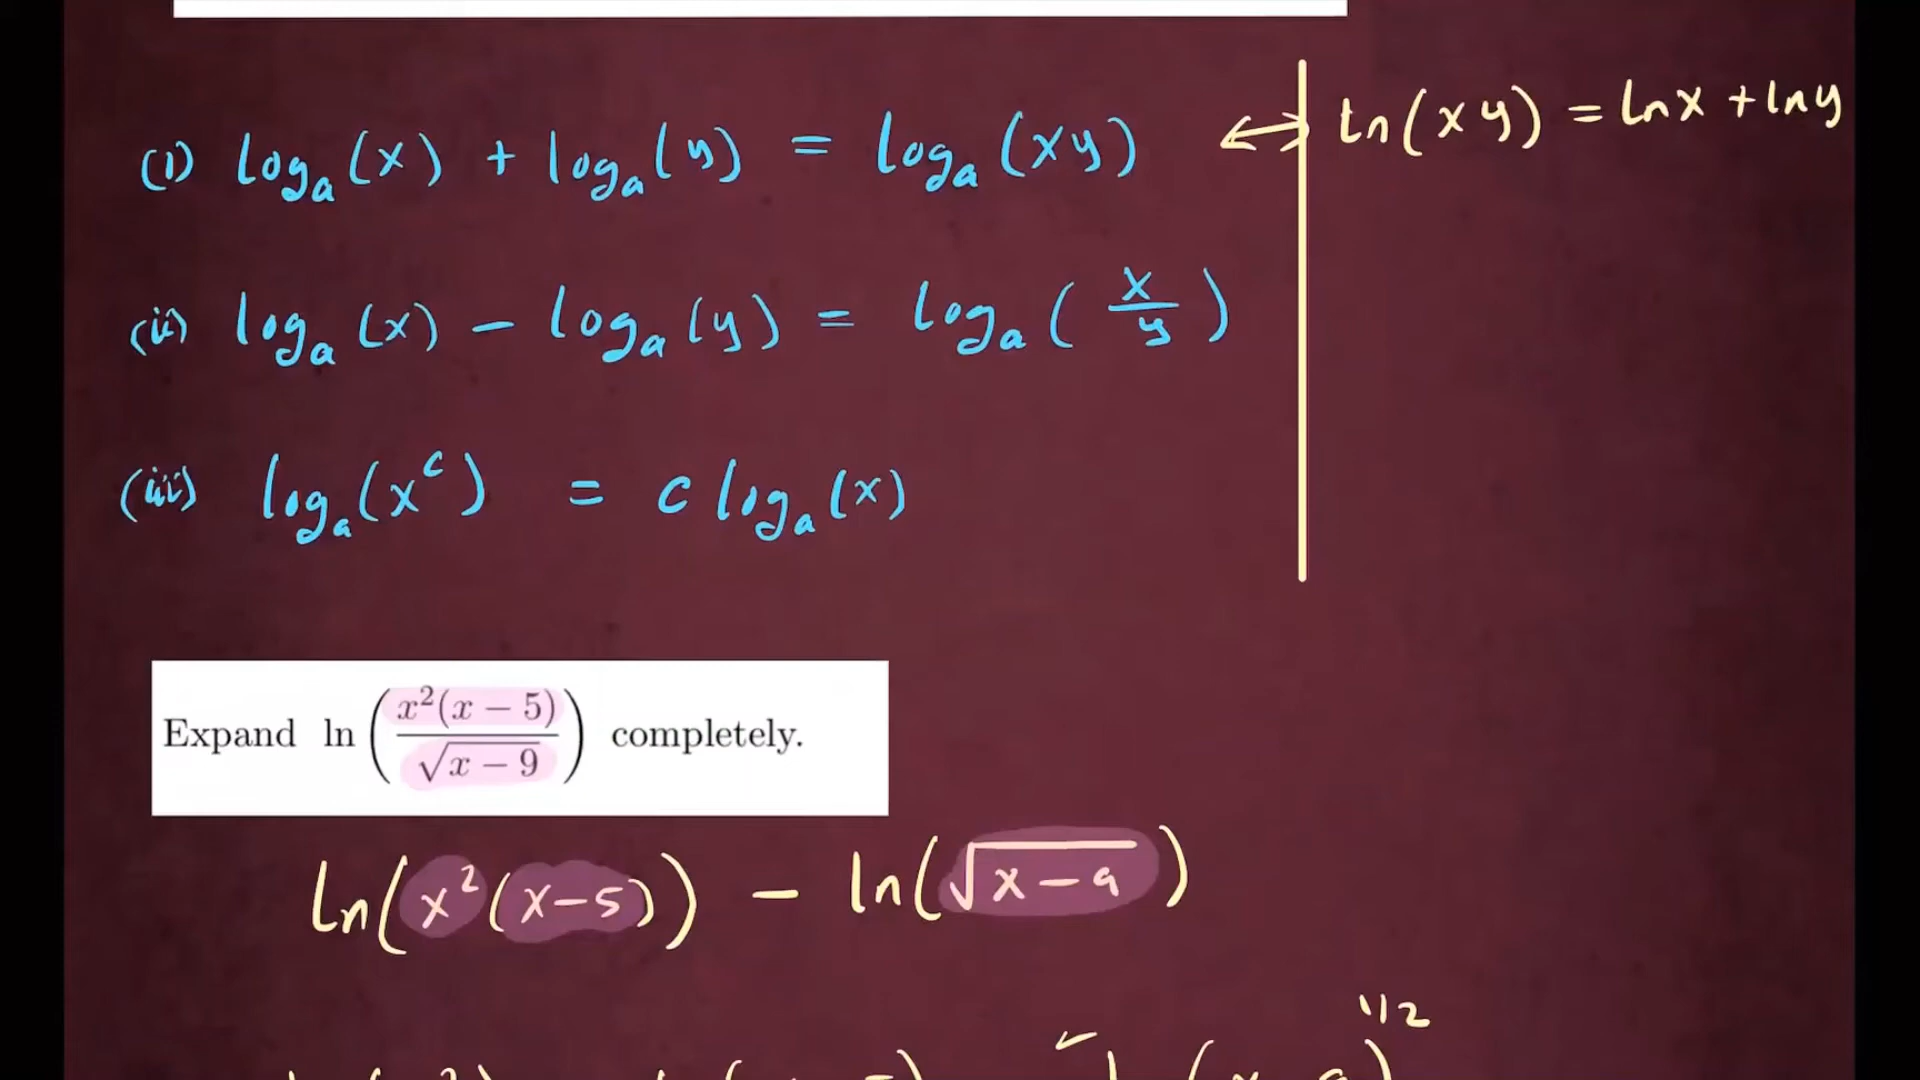 (i) logₐ(x) + logₐ(y) = logₐ(xy) ↔ ln(xy) = lnx + lny
(ii) logₐ(x) − logₐ(y) = logₐ(x/y)
(iii) logₐ(x^c) = c logₐ(x)
Expand ln(x²(x − 5)/√(x − 9)) completely.
ln(x²(x−5)) − ln(√(x−9))
1/2